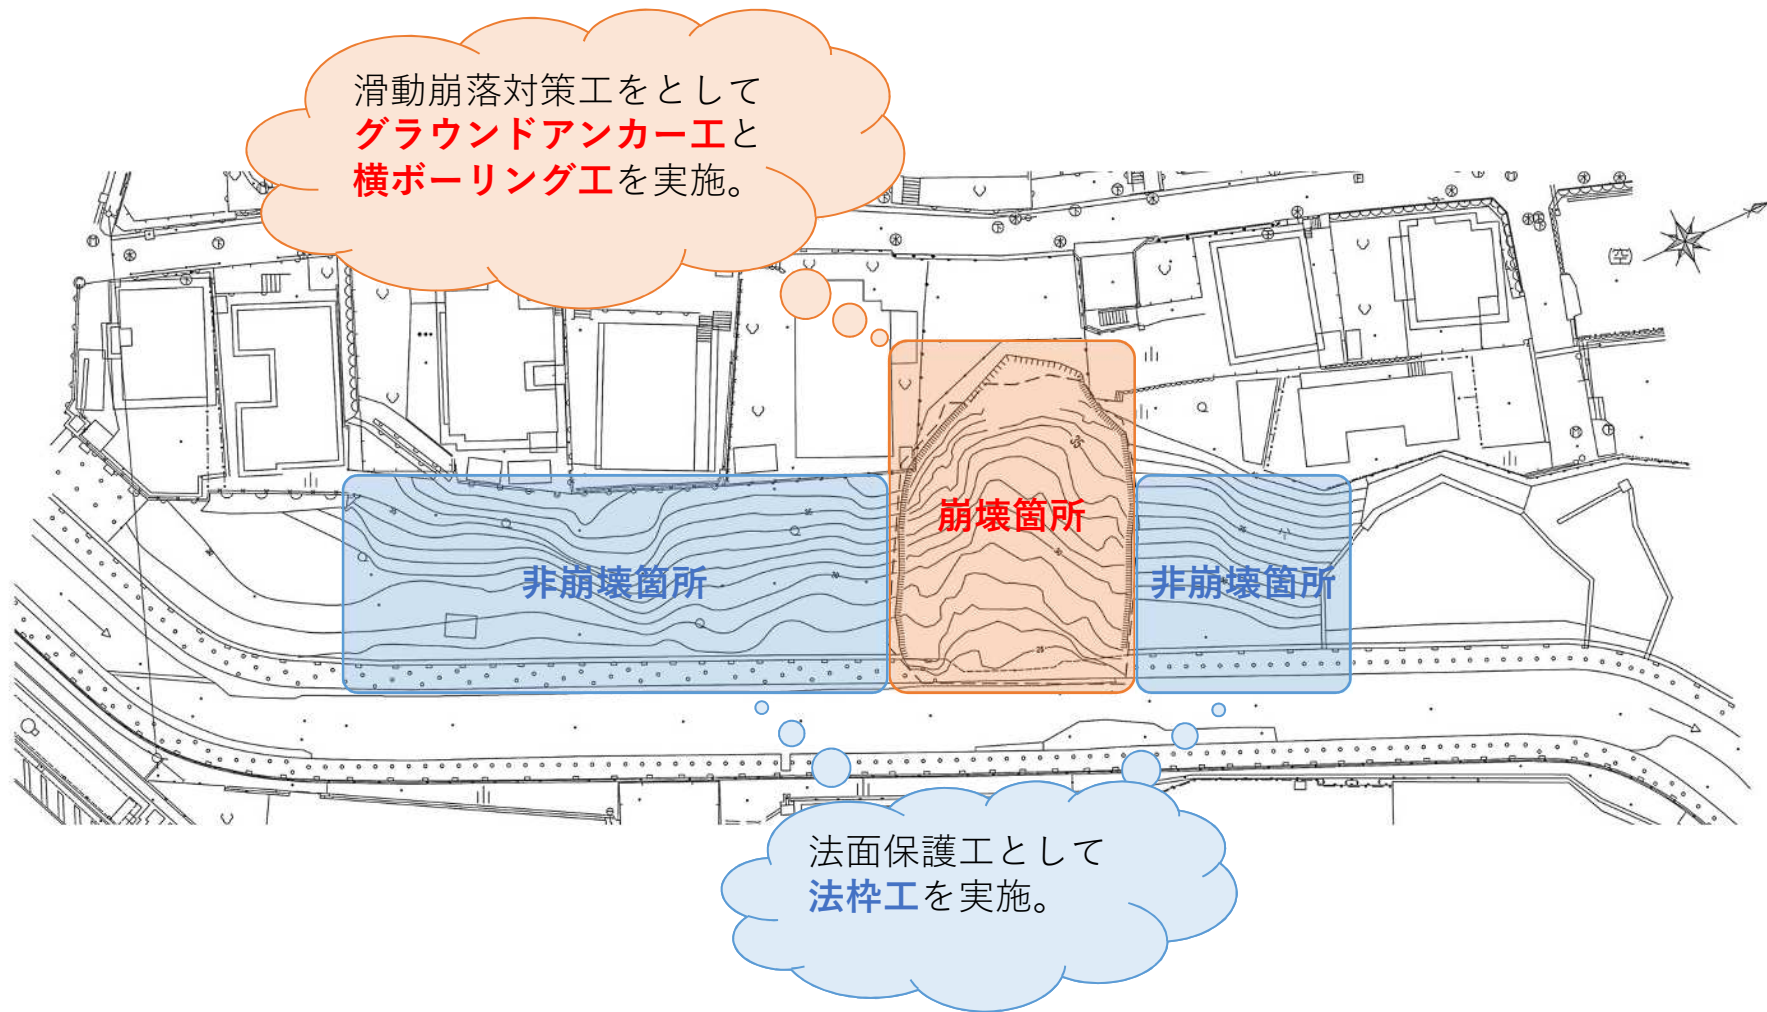 滑動崩落対策工をとして
グラウンドアンカー工と
横ボーリング工を実施。
崩壊箇所
非崩壊箇所
非崩壊箇所
法面保護工として
法枠工を実施。